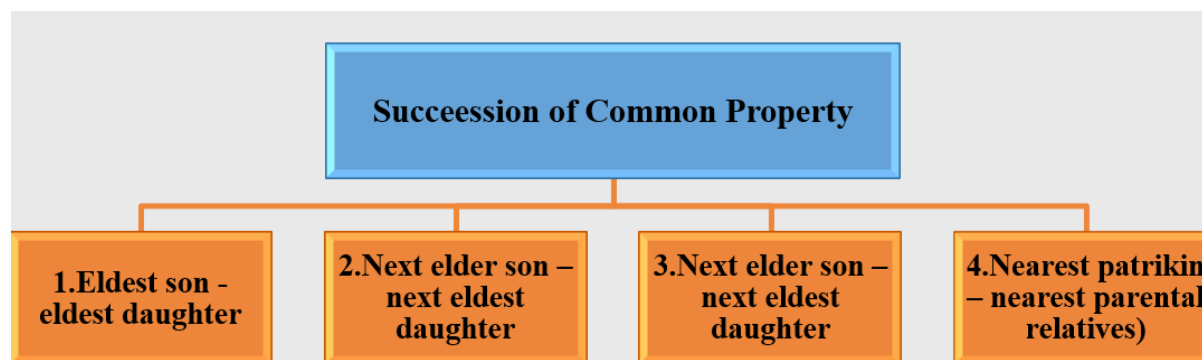 Succeession of Common Property
1.Eldest son -
eldest daughter
2.Next elder son –
next eldest
daughter
3.Next elder son –
next eldest
daughter
4.Nearest patrikin
– nearest parental
relatives)